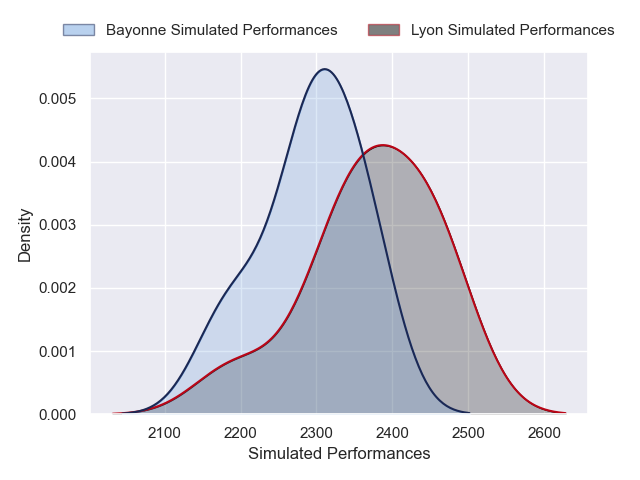 Bayonne Simulated Performances Lyon Simulated Performances
0.005
0.004
0.003
0.002
0.001
0.000
Density
2100 2200 2300 2400 2500 2600
Simulated Performances